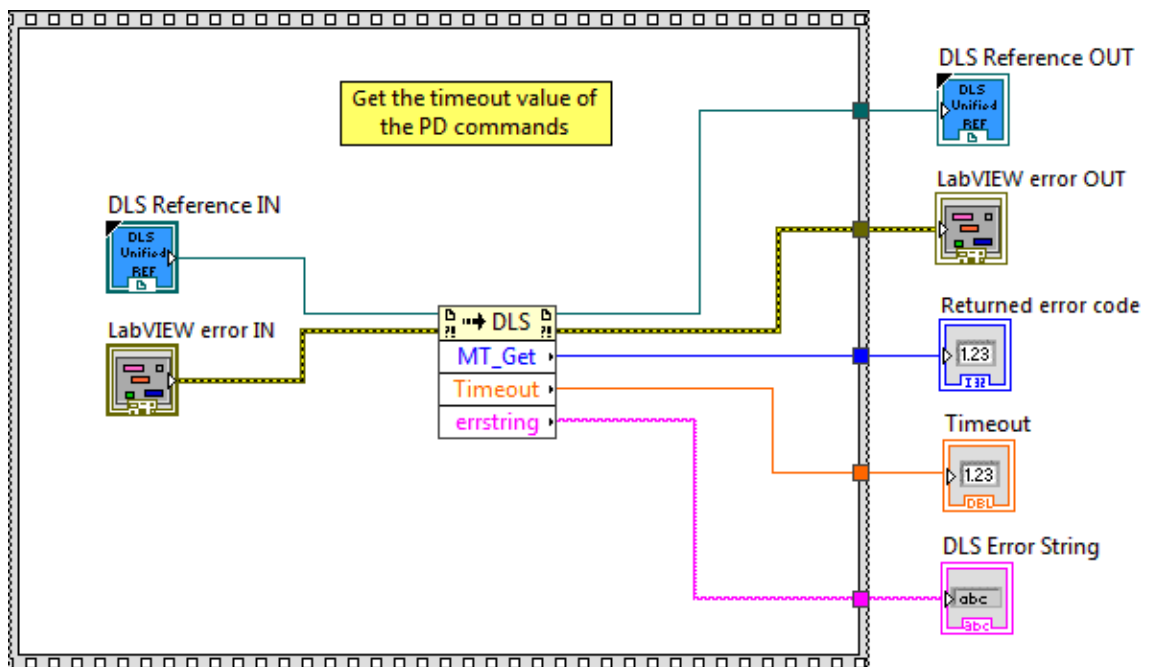 DLS Reference OUT
DLS
Unified
REF
Get the timeout value of
the PD commands
LabVIEW error OUT
DLS Reference IN
DLS
Unified
REF
LabVIEW error IN
?! DLS ?!
MT_Get
Timeout
errstring
Returned error code
1.23
I32
Timeout
1.23
DBL
DLS Error String
abc
abc